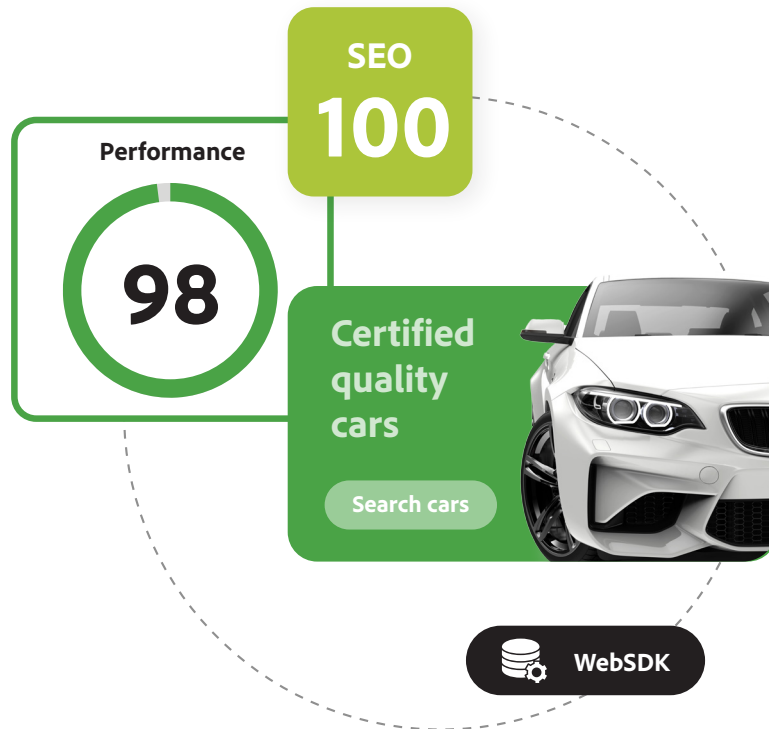 SEO
100
Performance
98
Certified
quality
cars
Search cars
WebSDK